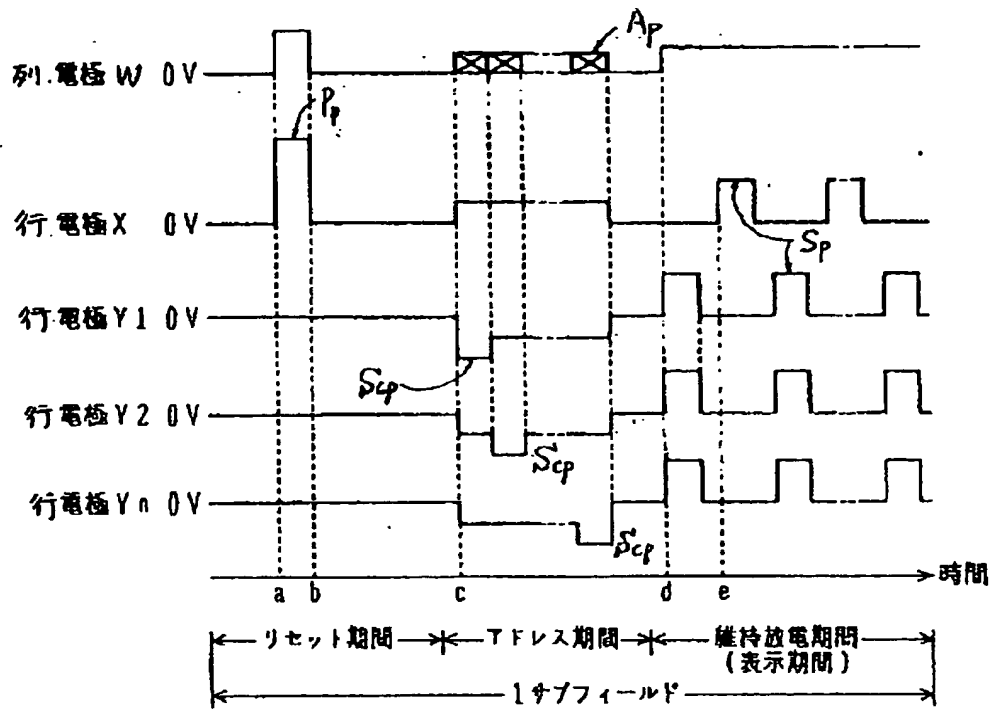 Ap
列.電極 W 0V
Pp
行.電極 X 0V
Sp
行.電極 Y1 0V
Scp
行電極 Y2 0V
Scp
行電極 Yn 0V
Scp
時間
a b c d e
リセット期間 アドレス期間 維持放電期間
(表示期間)
1サブフィールド